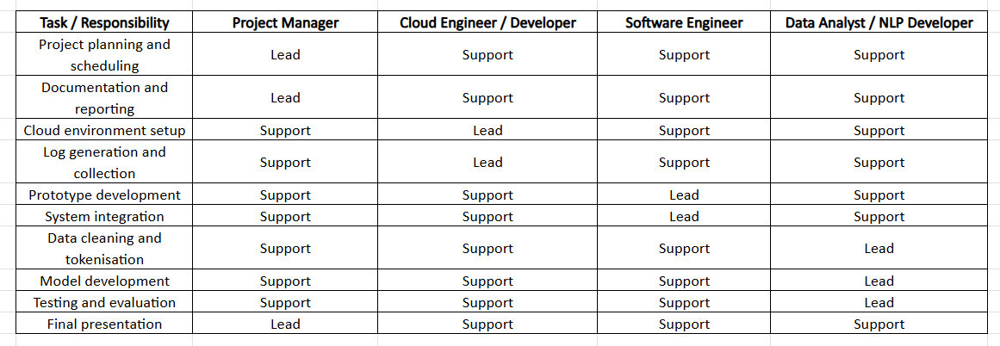 Task / Responsibility Project Manager Cloud Engineer / Developer Software Engineer Data Analyst / NLP Developer
Project planning and
scheduling Lead Support Support Support
Documentation and
reporting Lead Support Support Support
Cloud environment setup Support Lead Support Support
Log generation and
collection Support Lead Support Support
Prototype development Support Support Lead Support
System integration Support Support Lead Support
Data cleaning and
tokenisation Support Support Support Lead
Model development Support Support Support Lead
Testing and evaluation Support Support Support Lead
Final presentation Lead Support Support Support